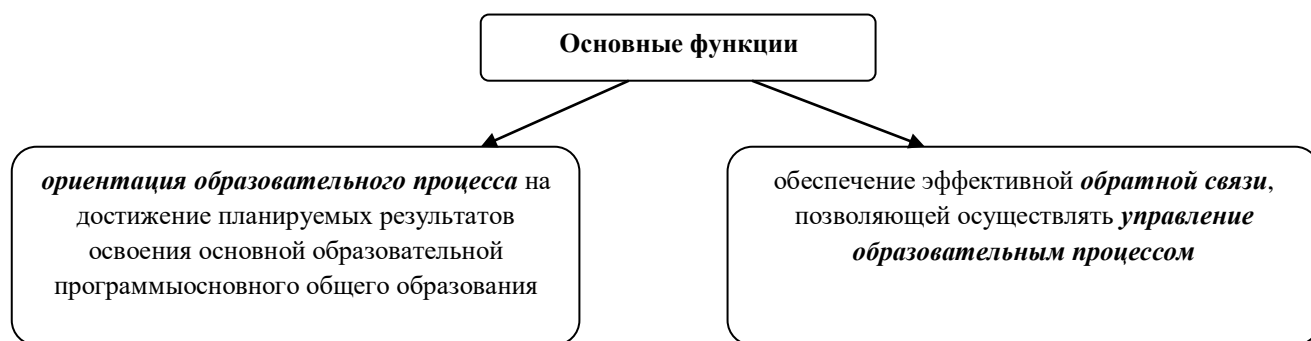 Основные функции
ориентация образовательного процесса на
достижение планируемых результатов
освоения основной образовательной
программыосновного общего образования
обеспечение эффективной обратной связи,
позволяющей осуществлять управление
образовательным процессом